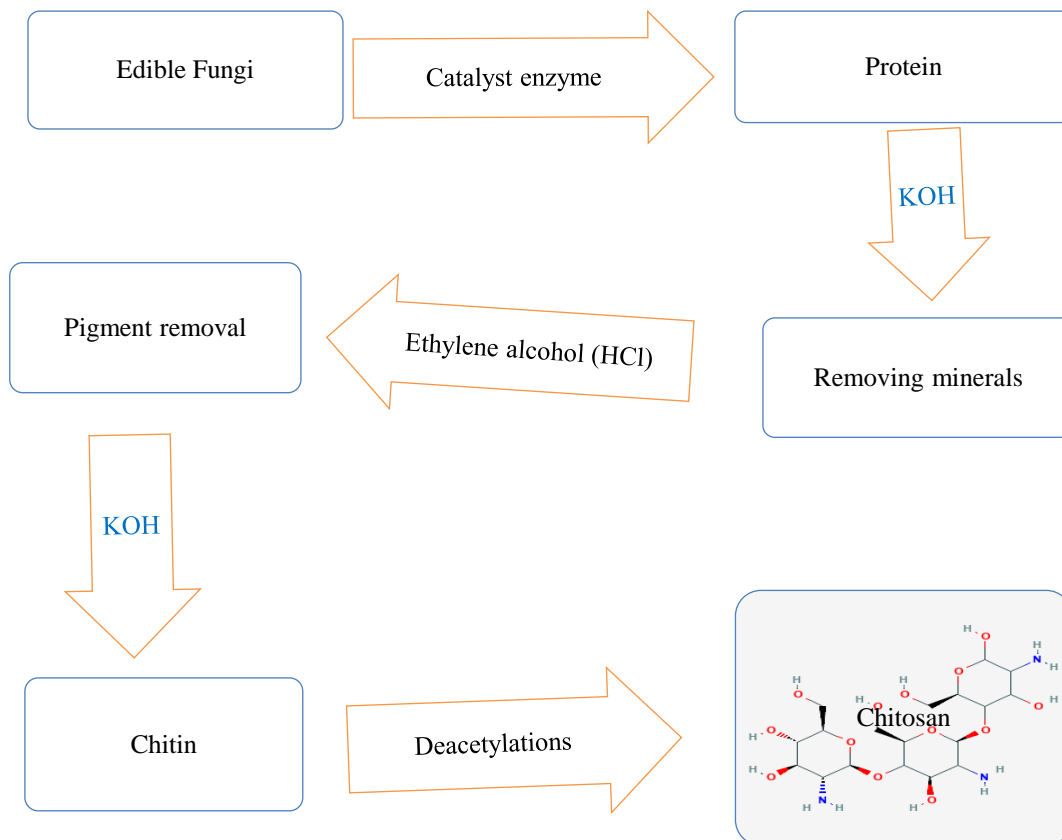 Edible Fungi
Catalyst enzyme
Protein
KOH
Removing minerals
Ethylene alcohol (HCl)
Pigment removal
KOH
Chitin
Deacetylations
Chitosan